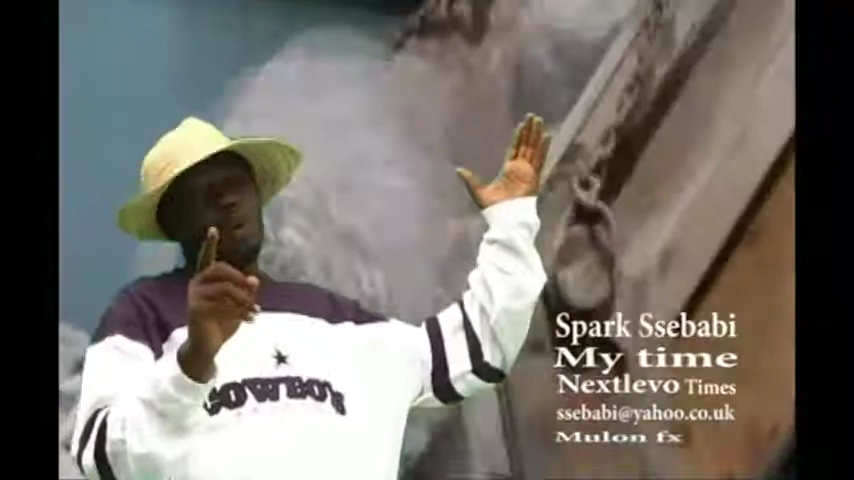 COWBOYS
Spark Ssebabi
My time
Nextlevo Times
ssebabi@yahoo.co.uk
Mulon fx